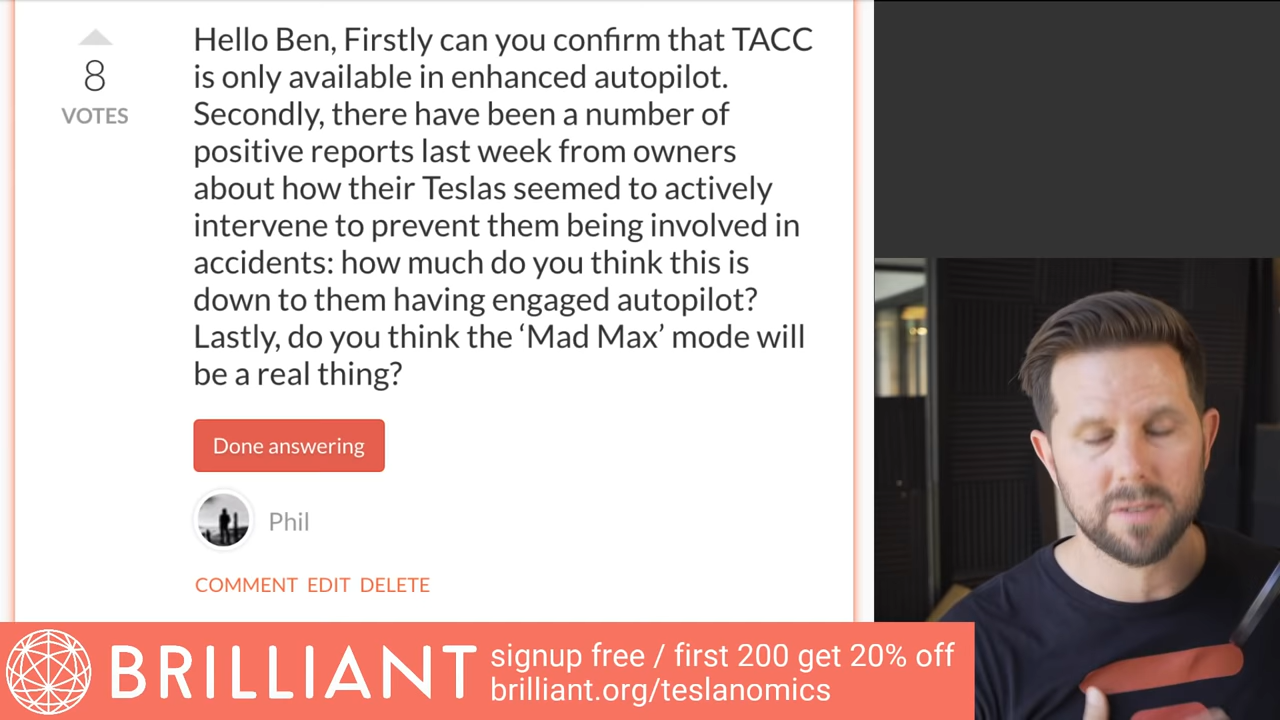 8
VOTES
Hello Ben, Firstly can you confirm that TACC
is only available in enhanced autopilot.
Secondly, there have been a number of
positive reports last week from owners
about how their Teslas seemed to actively
intervene to prevent them being involved in
accidents: how much do you think this is
down to them having engaged autopilot?
Lastly, do you think the ‘Mad Max’ mode will
be a real thing?
Done answering
Phil
COMMENT EDIT DELETE
BRILLIANT
signup free / first 200 get 20% off
brilliant.org/teslanomics